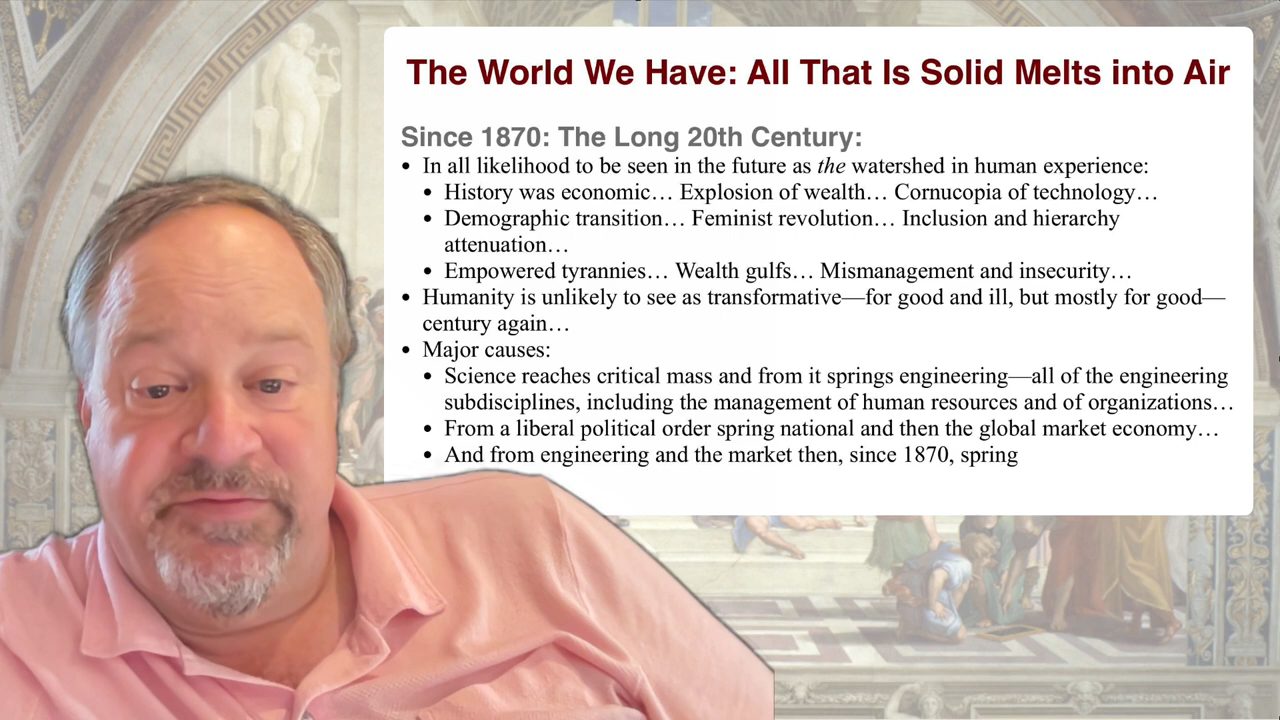 The World We Have: All That Is Solid Melts into Air
Since 1870: The Long 20th Century:
• In all likelihood to be seen in the future as the watershed in human experience:
• History was economic… Explosion of wealth… Cornucopia of technology…
• Demographic transition… Feminist revolution… Inclusion and hierarchy
attenuation…
• Empowered tyrannies… Wealth gulfs… Mismanagement and insecurity…
• Humanity is unlikely to see as transformative—for good and ill, but mostly for good—
century again…
• Major causes:
• Science reaches critical mass and from it springs engineering—all of the engineering
subdisciplines, including the management of human resources and of organizations…
• From a liberal political order spring national and then the global market economy…
• And from engineering and the market then, since 1870, spring